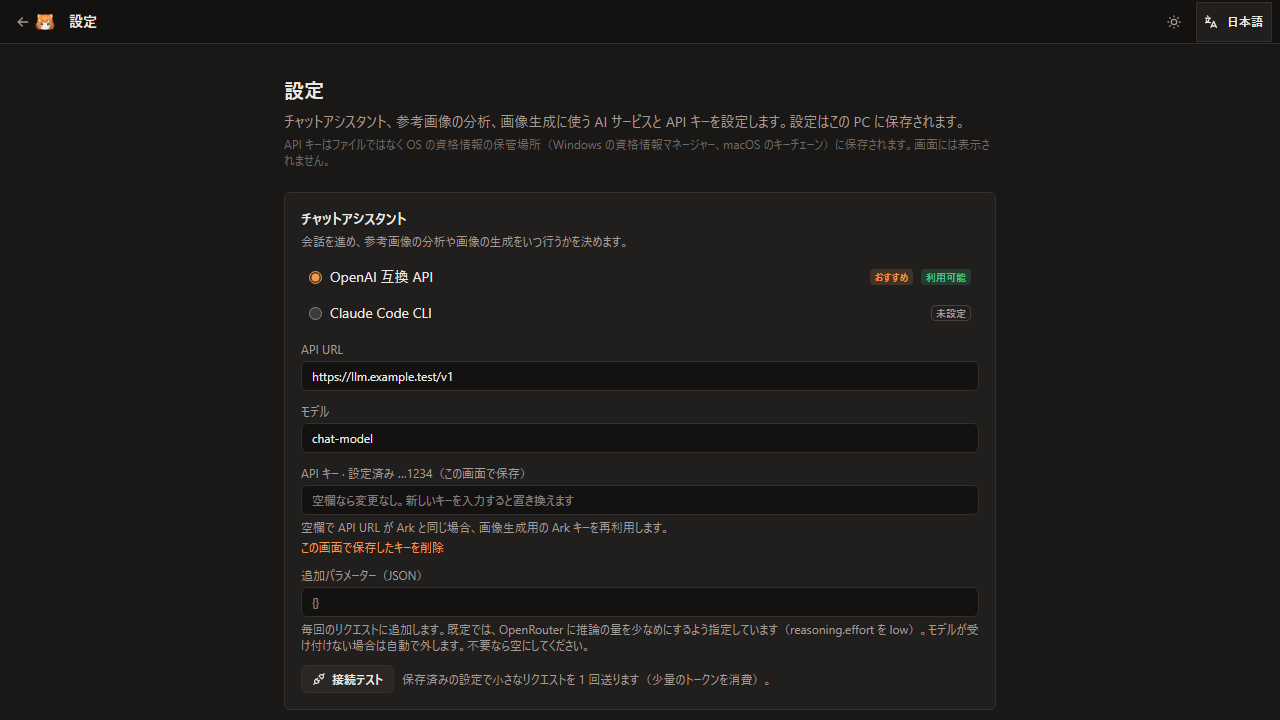 設定
日本語
設定
チャットアシスタント、参考画像の分析、画像生成に使う AI サービスと API キーを設定します。設定はこの PC に保存されます。
API キーはファイルではなく OS の資格情報の保管場所（Windows の資格情報マネージャー、macOS のキーチェーン）に保存されます。画面には表示さ
れません。
チャットアシスタント
会話を進め、参考画像の分析や画像の生成をいつ行うかを決めます。
OpenAI 互換 API おすすめ 利用可能
Claude Code CLI 未設定
API URL
https://llm.example.test/v1
モデル
chat-model
API キー · 設定済み …1234（この画面で保存）
空欄なら変更なし。新しいキーを入力すると置き換えます
空欄で API URL が Ark と同じ場合、画像生成用の Ark キーを再利用します。
この画面で保存したキーを削除
追加パラメーター（JSON）
{}
毎回のリクエストに追加します。既定では、OpenRouter に推論の量を少なめにするよう指定しています（reasoning.effort を low）。モデルが受
け付けない場合は自動で外します。不要なら空にしてください。
接続テスト 保存済みの設定で小さなリクエストを 1 回送ります（少量のトークンを消費）。